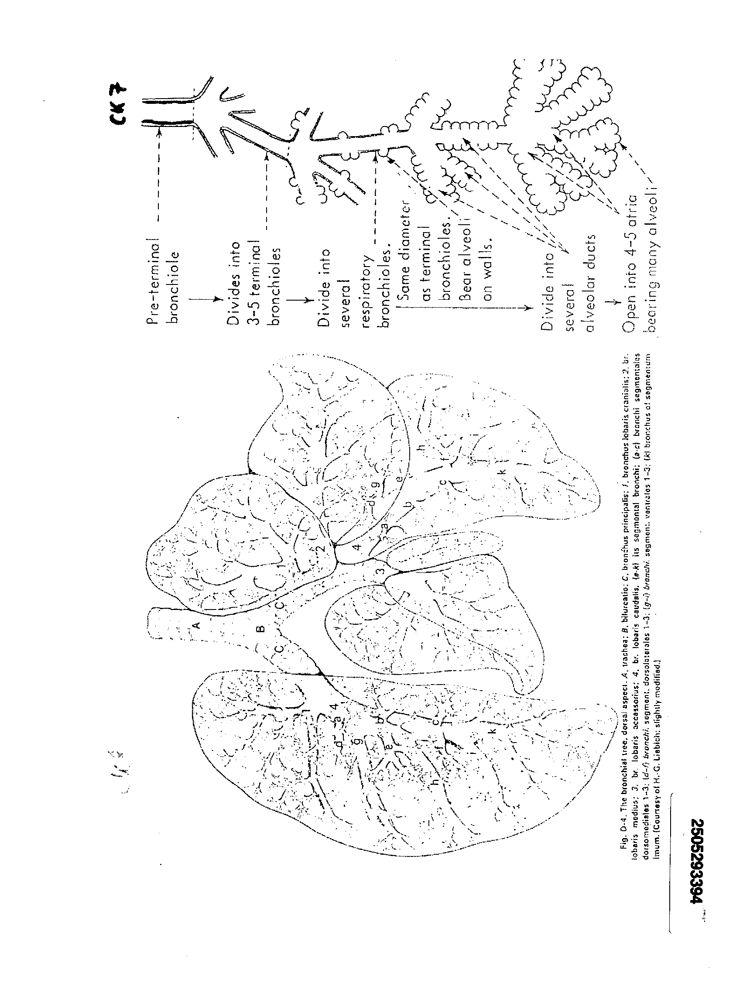 CK 7
Pre-terminal
bronchiole
Divides into
3-5 terminal
bronchioles
Divide into
several
respiratory
bronchioles.
Same diameter
as terminal
bronchioles.
Bear alveoli
on walls.
Divide into
several
alveolar ducts
Open into 4-5 atria
bearing many alveoli
A
B
C
C
1
2
3
4
a
b
c
d
e
g
h
k
1
4
a
b
c
d
e
f
g
h
i
k
Fig. D-4. The bronchial tree, dorsal aspect. A, trachea; B, bifurcatio; C, bronchus principalis; 1, bronchus lobaris cranialis; 2, br.
lobaris medius; 3, br. lobaris accessorius; 4, br. lobaris caudalis, (a-k) its segmental bronchi; (a-c) bronchi segmentales
dorsomediales 1-3; (d-f) bronchi. segment. dorsolaterales 1-3; (g-i) bronchi. segment. ventrales 1-3; (k) bronchus of segmentum
imum. (Courtesy of H.-G. Liebich; slightly modified.)
2505293394